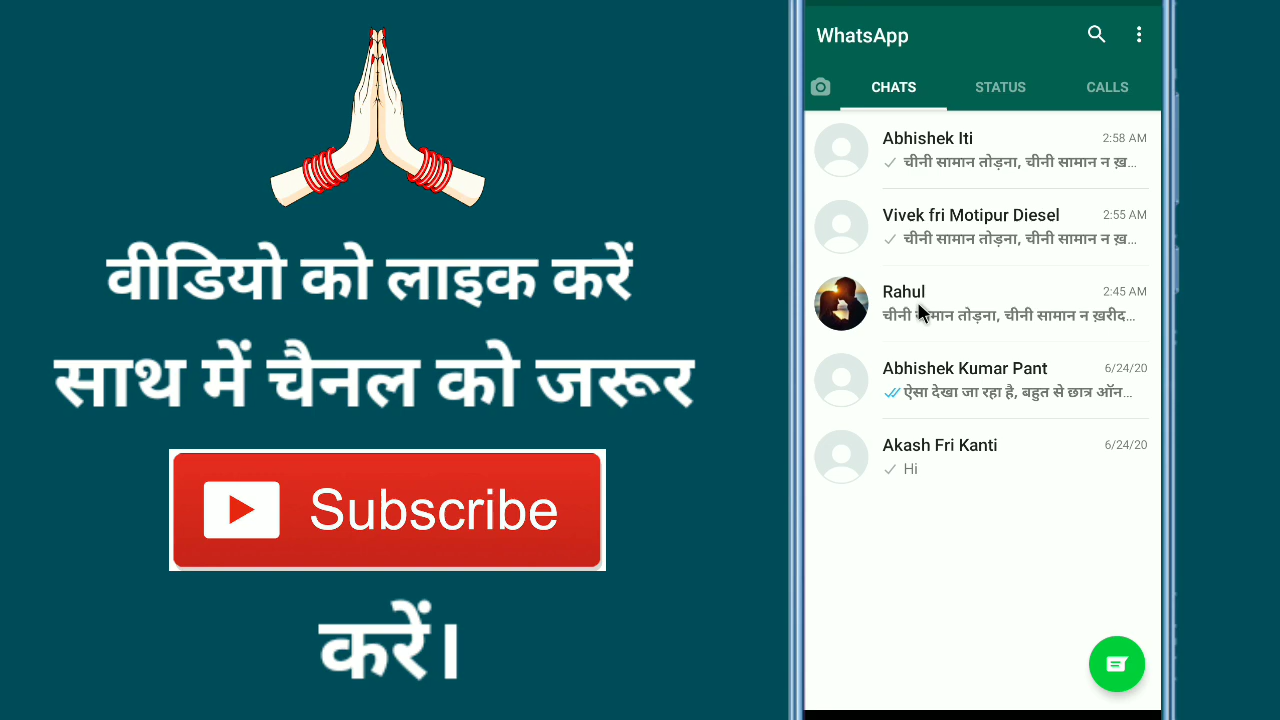 वीडियो को लाइक करें
साथ में चैनल को जरूर
Subscribe
करें।
WhatsApp
CHATS STATUS CALLS
Abhishek Iti 2:58 AM
चीनी सामान तोड़ना, चीनी सामान न ख़...
Vivek fri Motipur Diesel 2:55 AM
चीनी सामान तोड़ना, चीनी सामान न ख़...
Rahul 2:45 AM
चीनी सामान तोड़ना, चीनी सामान न ख़रीद...
Abhishek Kumar Pant 6/24/20
ऐसा देखा जा रहा है, बहुत से छात्र ऑन...
Akash Fri Kanti 6/24/20
Hi